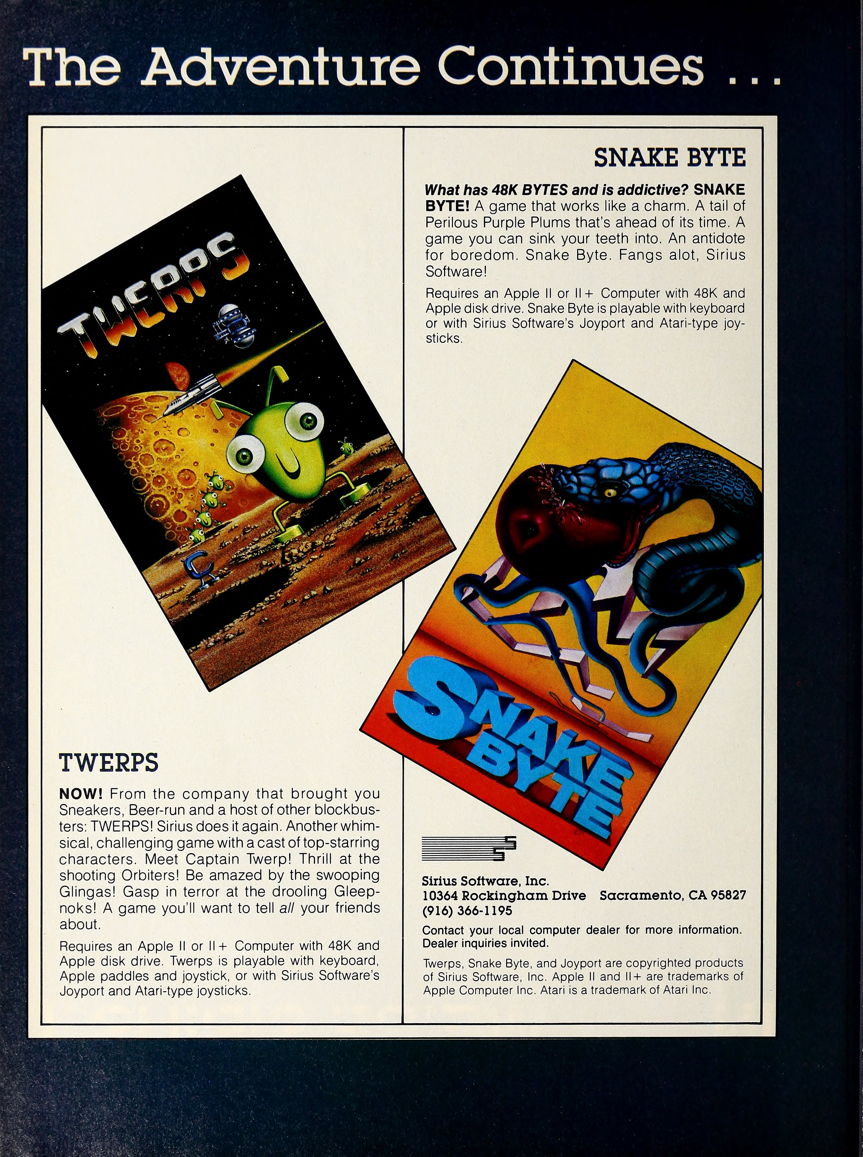 The Adventure Continues ...
TWERPS
TWERPS
NOW! From the company that brought you
Sneakers, Beer-run and a host of other blockbus-
ters: TWERPS! Sirius does it again. Another whim-
sical, challenging game with a cast of top-starring
characters. Meet Captain Twerp! Thrill at the
shooting Orbiters! Be amazed by the swooping
Glingas! Gasp in terror at the drooling Gleep-
noks! A game you'll want to tell all your friends
about.
Requires an Apple II or II+ Computer with 48K and
Apple disk drive. Twerps is playable with keyboard,
Apple paddles and joystick, or with Sirius Software's
Joyport and Atari-type joysticks.
SNAKE BYTE
What has 48K BYTES and is addictive? SNAKE
BYTE! A game that works like a charm. A tail of
Perilous Purple Plums that's ahead of its time. A
game you can sink your teeth into. An antidote
for boredom. Snake Byte. Fangs alot, Sirius
Software!
Requires an Apple II or II+ Computer with 48K and
Apple disk drive. Snake Byte is playable with keyboard
or with Sirius Software's Joyport and Atari-type joy-
sticks.
SNAKE
BYTE
Sirius Software, Inc.
10364 Rockingham Drive Sacramento, CA 95827
(916) 366-1195
Contact your local computer dealer for more information.
Dealer inquiries invited.
Twerps, Snake Byte, and Joyport are copyrighted products
of Sirius Software, Inc. Apple II and II+ are trademarks of
Apple Computer Inc. Atari is a trademark of Atari Inc.